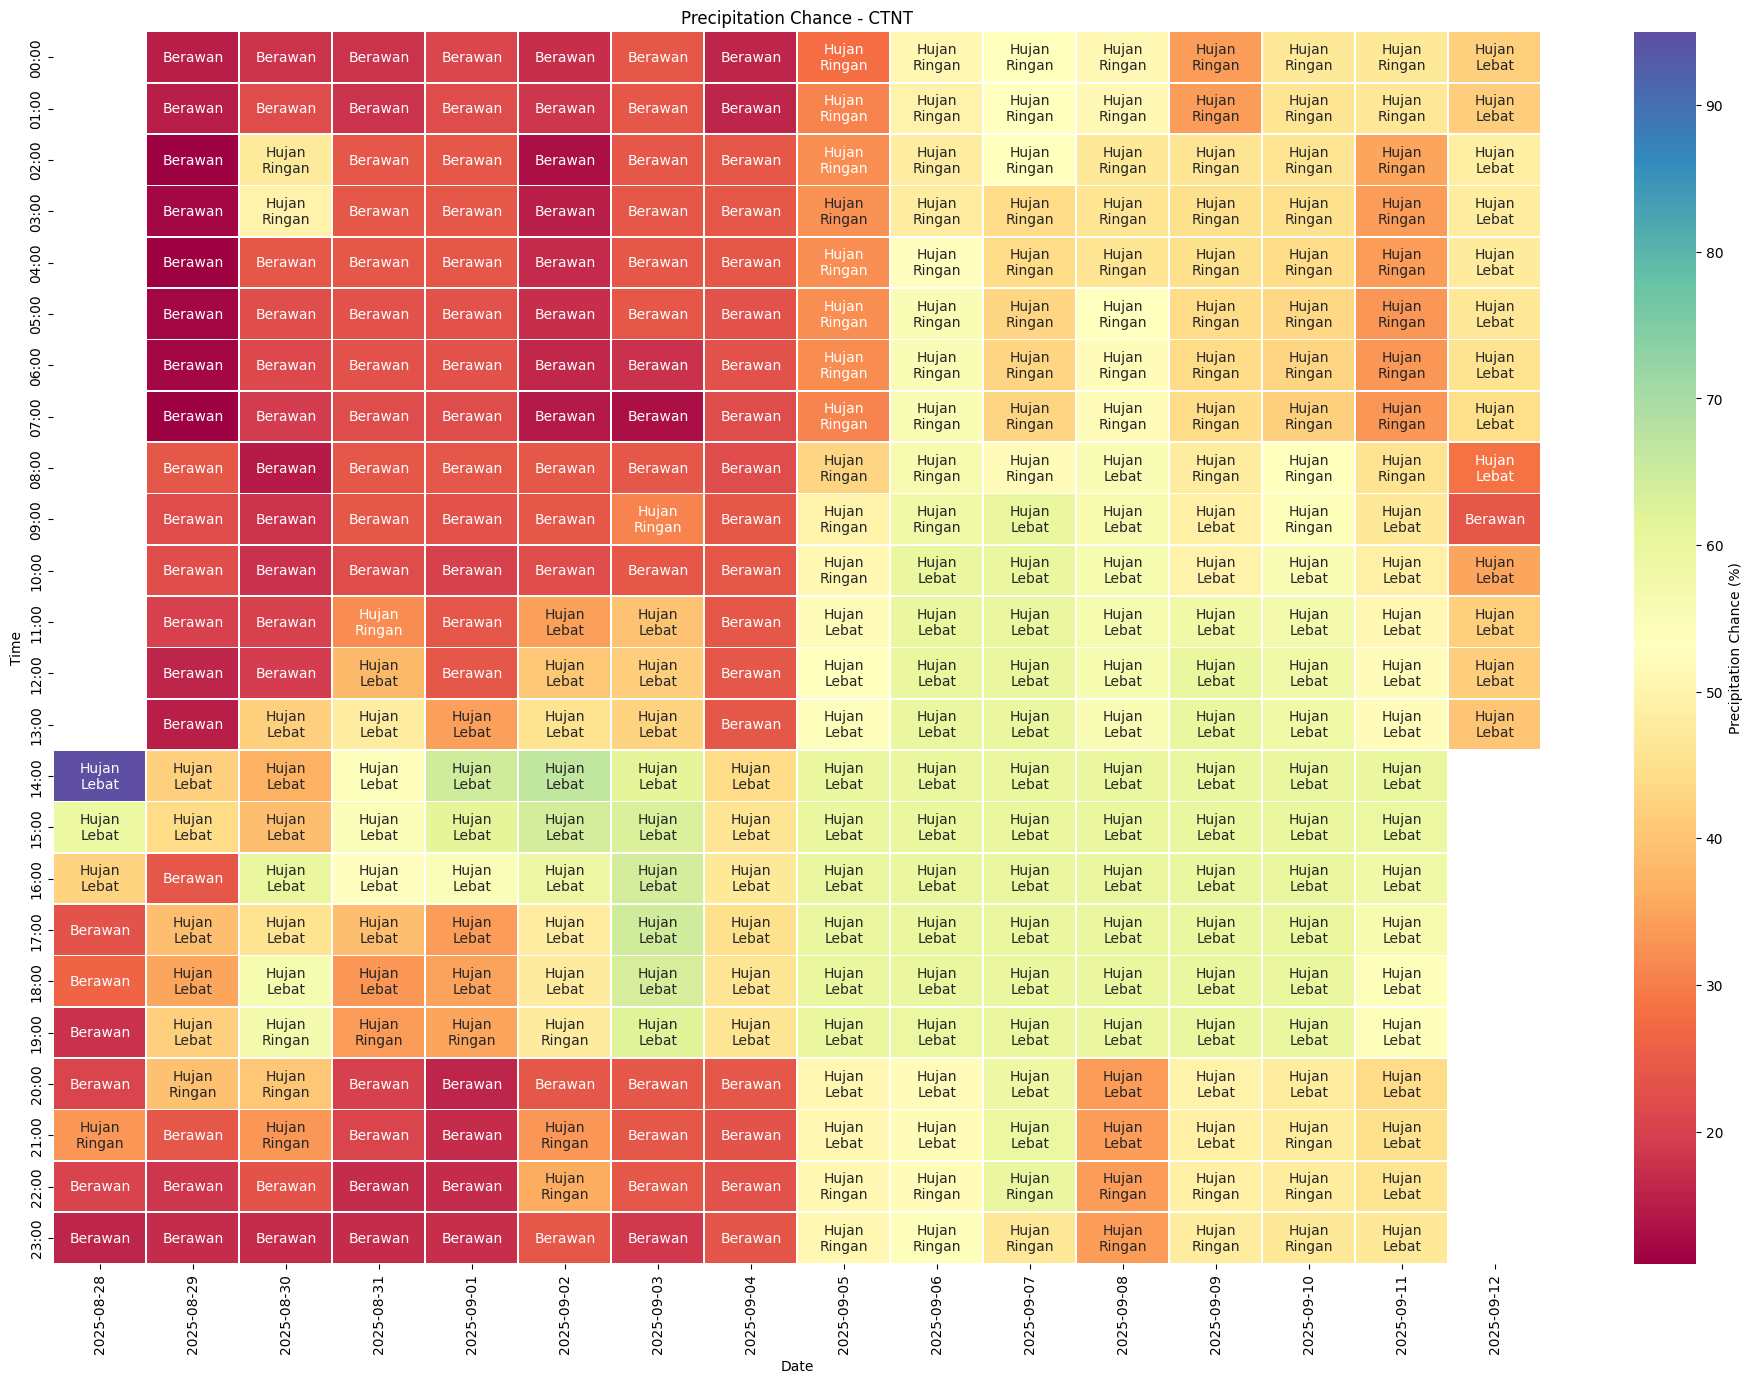 Precipitation Chance - CTNT
Time
00:00 Berawan Berawan Berawan Berawan Berawan Berawan Berawan Hujan Ringan Hujan Ringan Hujan Ringan Hujan Ringan Hujan Ringan Hujan Ringan Hujan Ringan Hujan Lebat
01:00 Berawan Berawan Berawan Berawan Berawan Berawan Berawan Hujan Ringan Hujan Ringan Hujan Ringan Hujan Ringan Hujan Ringan Hujan Ringan Hujan Ringan Hujan Lebat
02:00 Berawan Hujan Ringan Berawan Berawan Berawan Berawan Berawan Hujan Ringan Hujan Ringan Hujan Ringan Hujan Ringan Hujan Ringan Hujan Ringan Hujan Ringan Hujan Lebat
03:00 Berawan Hujan Ringan Berawan Berawan Berawan Berawan Berawan Hujan Ringan Hujan Ringan Hujan Ringan Hujan Ringan Hujan Ringan Hujan Ringan Hujan Ringan Hujan Lebat
04:00 Berawan Berawan Berawan Berawan Berawan Berawan Berawan Hujan Ringan Hujan Ringan Hujan Ringan Hujan Ringan Hujan Ringan Hujan Ringan Hujan Ringan Hujan Lebat
05:00 Berawan Berawan Berawan Berawan Berawan Berawan Berawan Hujan Ringan Hujan Ringan Hujan Ringan Hujan Ringan Hujan Ringan Hujan Ringan Hujan Ringan Hujan Lebat
06:00 Berawan Berawan Berawan Berawan Berawan Berawan Berawan Hujan Ringan Hujan Ringan Hujan Ringan Hujan Ringan Hujan Ringan Hujan Ringan Hujan Ringan Hujan Lebat
07:00 Berawan Berawan Berawan Berawan Berawan Berawan Berawan Hujan Ringan Hujan Ringan Hujan Ringan Hujan Ringan Hujan Ringan Hujan Ringan Hujan Ringan Hujan Lebat
08:00 Berawan Berawan Berawan Berawan Berawan Berawan Berawan Hujan Ringan Hujan Ringan Hujan Ringan Hujan Lebat Hujan Ringan Hujan Ringan Hujan Ringan Hujan Lebat
09:00 Berawan Berawan Berawan Berawan Berawan Hujan Ringan Berawan Hujan Ringan Hujan Ringan Hujan Lebat Hujan Lebat Hujan Lebat Hujan Ringan Hujan Lebat Berawan
10:00 Berawan Berawan Berawan Berawan Berawan Berawan Berawan Hujan Ringan Hujan Lebat Hujan Lebat Hujan Lebat Hujan Lebat Hujan Lebat Hujan Lebat Hujan Lebat
11:00 Berawan Berawan Hujan Ringan Berawan Hujan Lebat Hujan Lebat Berawan Hujan Lebat Hujan Lebat Hujan Lebat Hujan Lebat Hujan Lebat Hujan Lebat Hujan Lebat Hujan Lebat
12:00 Berawan Berawan Hujan Lebat Berawan Hujan Lebat Hujan Lebat Berawan Hujan Lebat Hujan Lebat Hujan Lebat Hujan Lebat Hujan Lebat Hujan Lebat Hujan Lebat Hujan Lebat
13:00 Berawan Hujan Lebat Hujan Lebat Hujan Lebat Hujan Lebat Hujan Lebat Berawan Hujan Lebat Hujan Lebat Hujan Lebat Hujan Lebat Hujan Lebat Hujan Lebat Hujan Lebat Hujan Lebat
14:00 Hujan Lebat Hujan Lebat Hujan Lebat Hujan Lebat Hujan Lebat Hujan Lebat Hujan Lebat Hujan Lebat Hujan Lebat Hujan Lebat Hujan Lebat Hujan Lebat Hujan Lebat Hujan Lebat Hujan Lebat
15:00 Hujan Lebat Hujan Lebat Hujan Lebat Hujan Lebat Hujan Lebat Hujan Lebat Hujan Lebat Hujan Lebat Hujan Lebat Hujan Lebat Hujan Lebat Hujan Lebat Hujan Lebat Hujan Lebat Hujan Lebat
16:00 Hujan Lebat Berawan Hujan Lebat Hujan Lebat Hujan Lebat Hujan Lebat Hujan Lebat Hujan Lebat Hujan Lebat Hujan Lebat Hujan Lebat Hujan Lebat Hujan Lebat Hujan Lebat Hujan Lebat
17:00 Berawan Hujan Lebat Hujan Lebat Hujan Lebat Hujan Lebat Hujan Lebat Hujan Lebat Hujan Lebat Hujan Lebat Hujan Lebat Hujan Lebat Hujan Lebat Hujan Lebat Hujan Lebat Hujan Lebat
18:00 Berawan Hujan Lebat Hujan Lebat Hujan Lebat Hujan Lebat Hujan Lebat Hujan Lebat Hujan Lebat Hujan Lebat Hujan Lebat Hujan Lebat Hujan Lebat Hujan Lebat Hujan Lebat Hujan Lebat
19:00 Berawan Hujan Lebat Hujan Ringan Hujan Ringan Hujan Ringan Hujan Ringan Hujan Lebat Hujan Lebat Hujan Lebat Hujan Lebat Hujan Lebat Hujan Lebat Hujan Lebat Hujan Lebat Hujan Lebat
20:00 Berawan Hujan Ringan Hujan Ringan Berawan Berawan Berawan Berawan Berawan Hujan Lebat Hujan Lebat Hujan Lebat Hujan Lebat Hujan Lebat Hujan Lebat Hujan Lebat
21:00 Hujan Ringan Berawan Hujan Ringan Berawan Berawan Hujan Ringan Berawan Berawan Hujan Lebat Hujan Lebat Hujan Lebat Hujan Lebat Hujan Lebat Hujan Ringan Hujan Lebat
22:00 Berawan Berawan Berawan Berawan Berawan Hujan Ringan Berawan Berawan Hujan Ringan Hujan Ringan Hujan Ringan Hujan Ringan Hujan Ringan Hujan Ringan Hujan Lebat
23:00 Berawan Berawan Berawan Berawan Berawan Berawan Berawan Berawan Hujan Ringan Hujan Ringan Hujan Ringan Hujan Ringan Hujan Ringan Hujan Ringan Hujan Lebat
2025-08-28 2025-08-29 2025-08-30 2025-08-31 2025-09-01 2025-09-02 2025-09-03 2025-09-04 2025-09-05 2025-09-06 2025-09-07 2025-09-08 2025-09-09 2025-09-10 2025-09-11 2025-09-12
Date
90
80
70
60
50
40
30
20
Precipitation Chance (%)